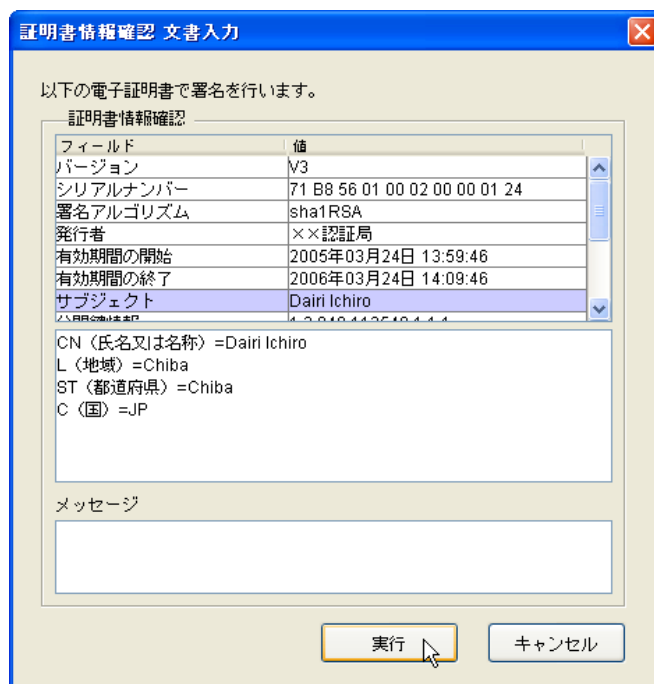 証明書情報確認 文書入力
以下の電子証明書で署名を行います。
証明書情報確認
フィールド 値
バージョン V3
シリアルナンバー 71 B8 56 01 00 02 00 00 01 24
署名アルゴリズム sha1RSA
発行者 ××認証局
有効期間の開始 2005年03月24日 13:59:46
有効期間の終了 2006年03月24日 14:09:46
サブジェクト Dairi Ichiro
CN（氏名又は名称）=Dairi Ichiro
L（地域）=Chiba
ST（都道府県）=Chiba
C（国）=JP
メッセージ
実行 キャンセル